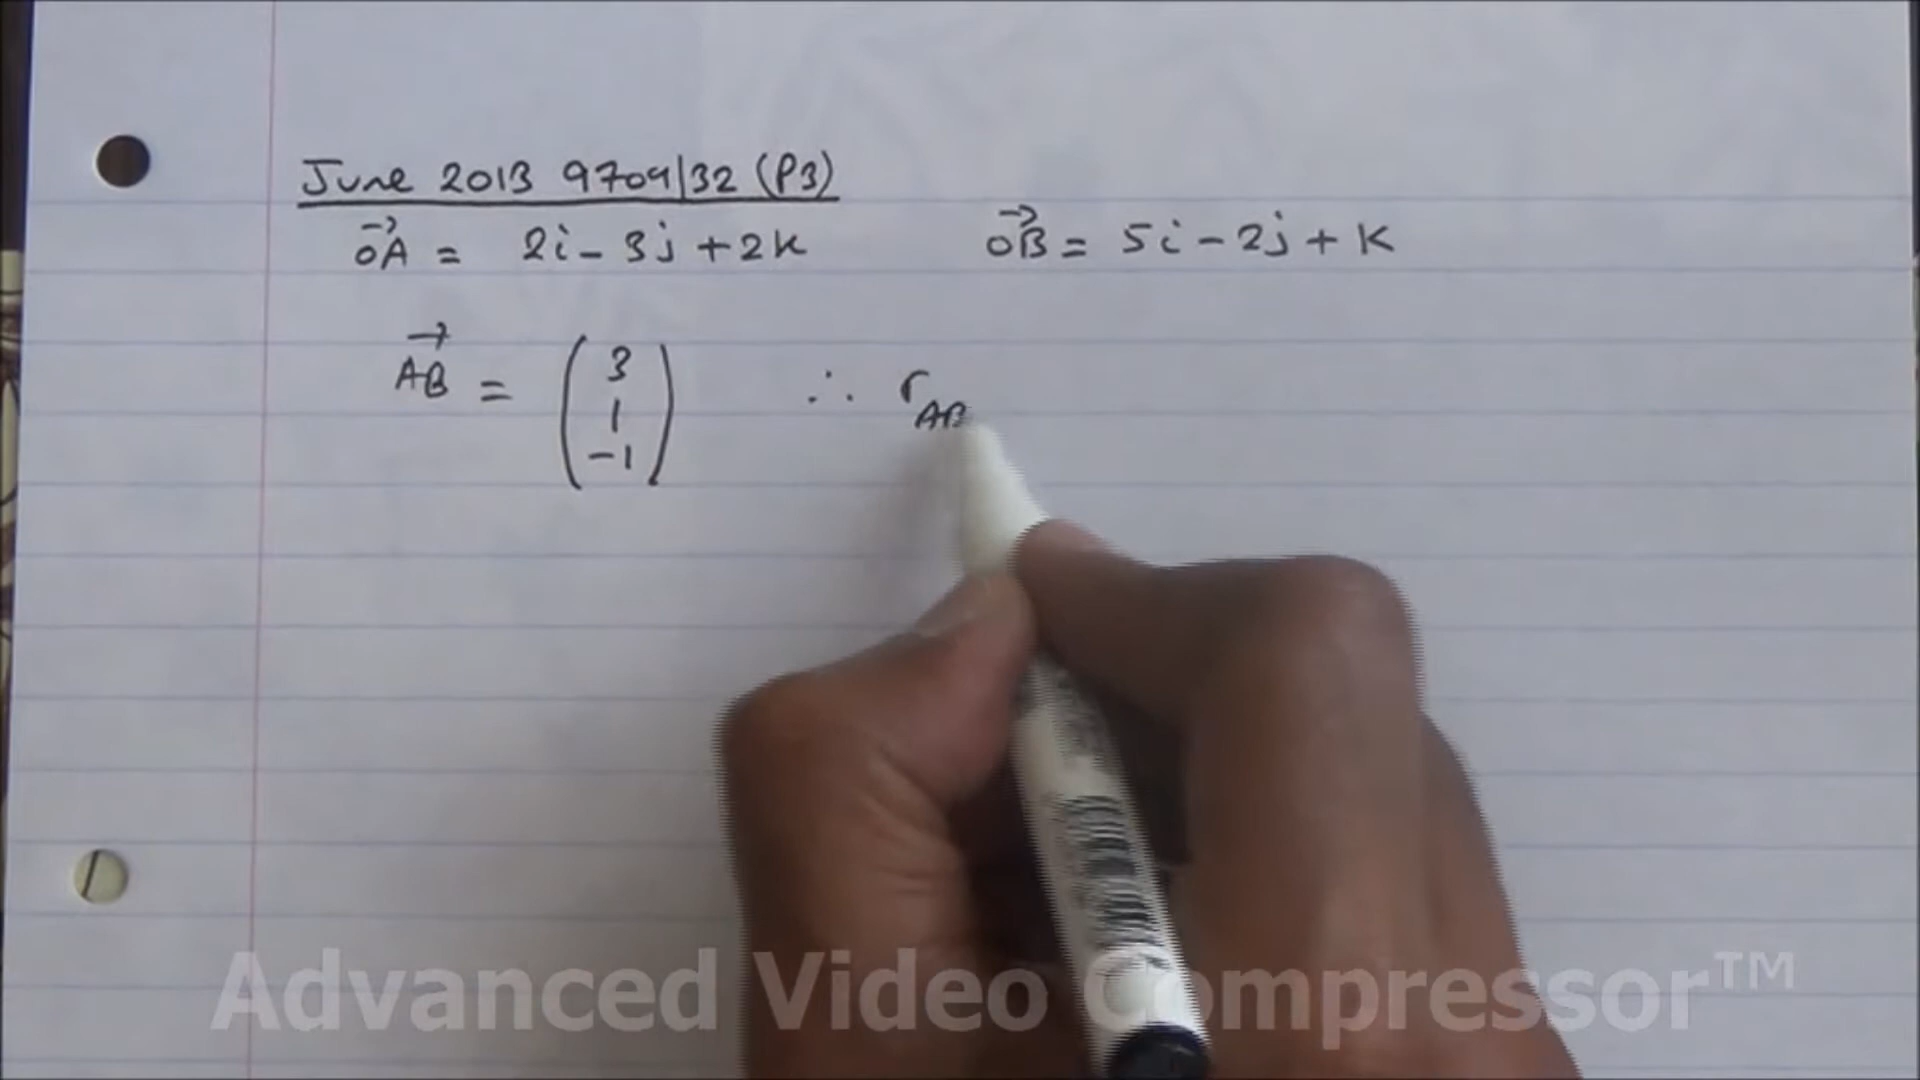 June 2013 9709/32 (P3)
→OA = 2i - 3j + 2k →OB = 5i - 2j + k
→AB = (3 1 -1) ∴ r AB
Advanced Video Compressor™